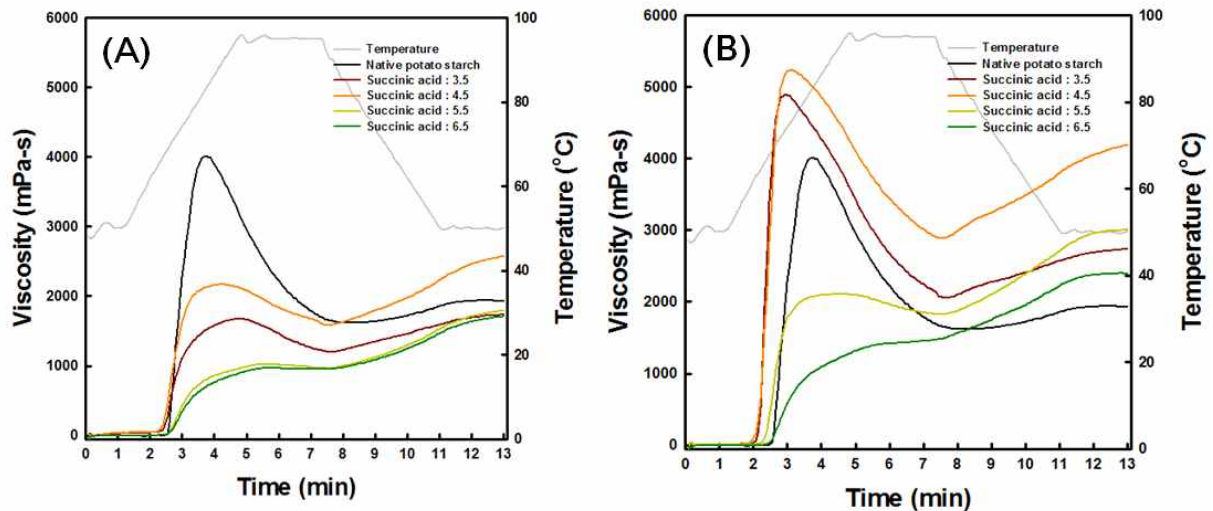 (A)
Viscosity (mPa-s)
6000
5000
4000
3000
2000
1000
0
Temperature
Native potato starch
Succinic acid : 3.5
Succinic acid : 4.5
Succinic acid : 5.5
Succinic acid : 6.5
100
80
60
40
20
0
Temperature (°C)
0 1 2 3 4 5 6 7 8 9 10 11 12 13
Time (min)
(B)
Viscosity (mPa-s)
6000
5000
4000
3000
2000
1000
0
Temperature
Native potato starch
Succinic acid : 3.5
Succinic acid : 4.5
Succinic acid : 5.5
Succinic acid : 6.5
100
80
60
40
20
0
Temperature (°C)
0 1 2 3 4 5 6 7 8 9 10 11 12 13
Time (min)